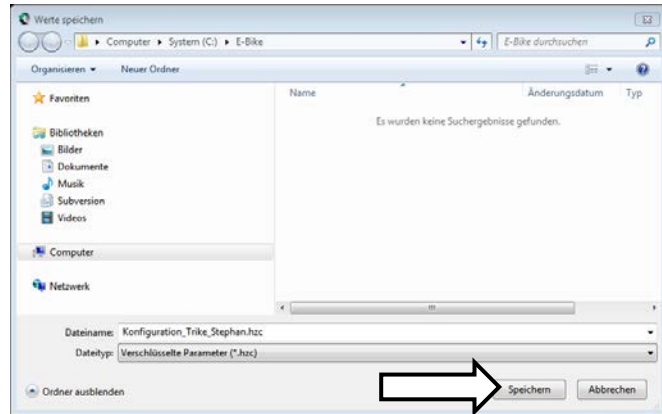 Werte speichern
Computer ▸ System (C:) ▸ E-Bike
E-Bike durchsuchen
Organisieren Neuer Ordner
Favoriten
Bibliotheken
Bilder
Dokumente
Musik
Subversion
Videos
Computer
Netzwerk
Name Änderungsdatum Typ
Es wurden keine Suchergebnisse gefunden.
Dateiname: Konfiguration_Trike_Stephan.hzc
Dateityp: Verschlüsselte Parameter (*.hzc)
Ordner ausblenden Speichern Abbrechen